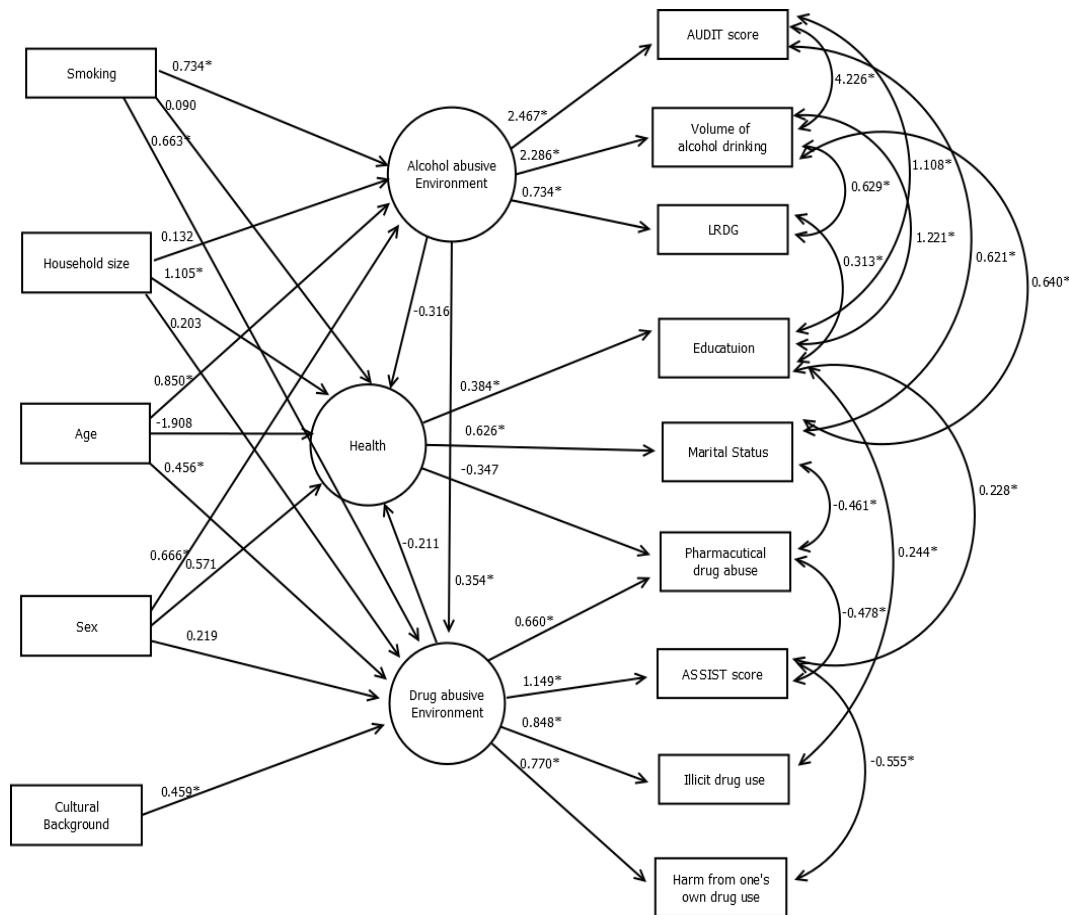 AUDIT score
Smoking
0.734*
0.090
4.226*
0.663*
2.467*
Volume of
alcohol drinking
2.286*
Alcohol abusive
Environment
1.108*
0.629*
0.734*
LRDG
0.132
1.221*
Household size
0.621*
0.313*
1.105*
0.640*
-0.316
0.203
Educatuion
0.850*
0.384*
-1.908
Age
0.626*
Health
Marital Status
0.456*
-0.347
0.228*
-0.461*
-0.211
0.244*
0.666*
0.571
Pharmacutical
drug abuse
0.354*
0.660*
-0.478*
Sex
0.219
ASSIST score
1.149*
Drug abusive
Environment
0.848*
0.770*
-0.555*
Illicit drug use
0.459*
Cultural
Background
Harm from one's
own drug use